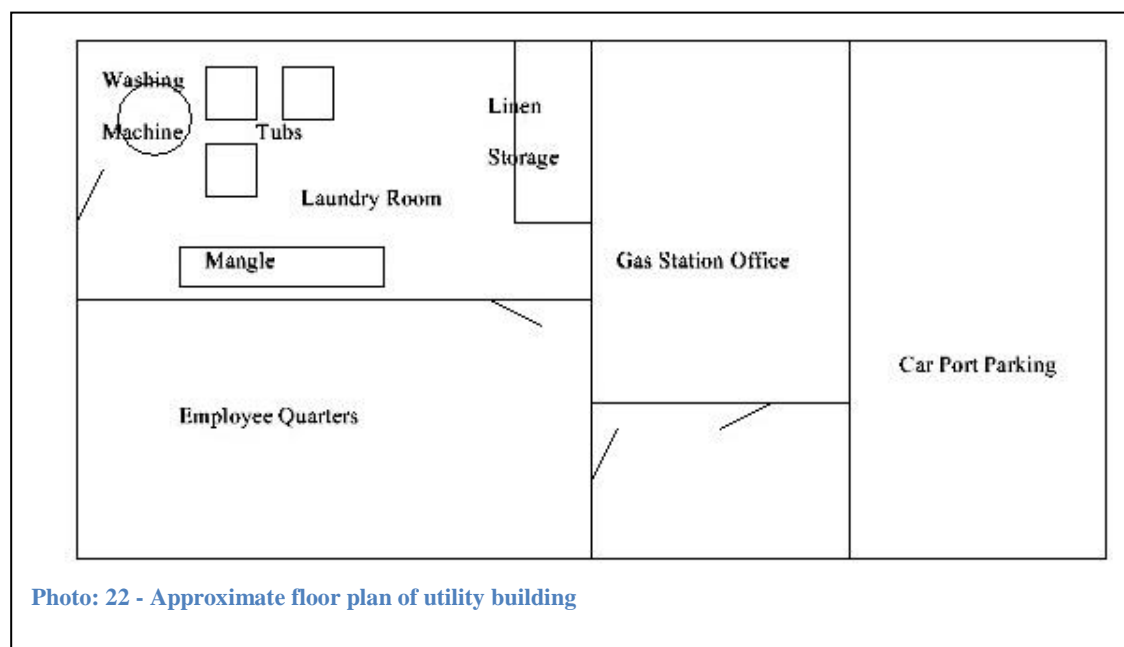 Washing
Machine
Tubs
Linen
Storage
Laundry Room
Mangle
Gas Station Office
Car Port Parking
Employee Quarters
Photo: 22 - Approximate floor plan of utility building